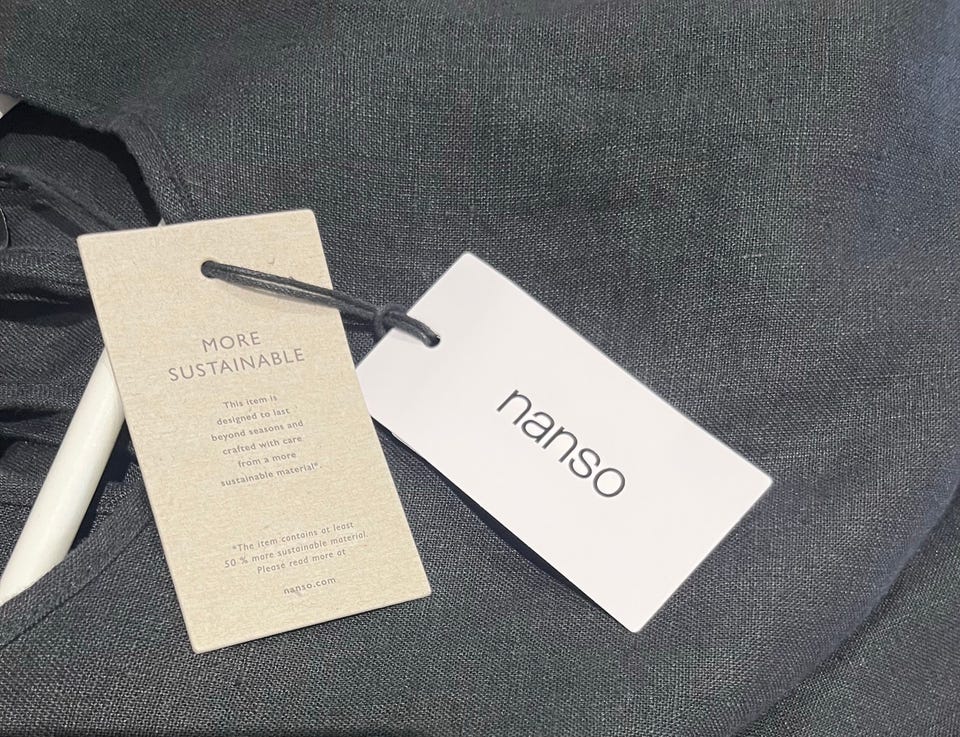 MORE
SUSTAINABLE
This item is
designed to last
beyond seasons and
crafted with care
from a more
sustainable material*.
*The item contains at least
50 % more sustainable material.
Please read more at
nanso.com
nanso